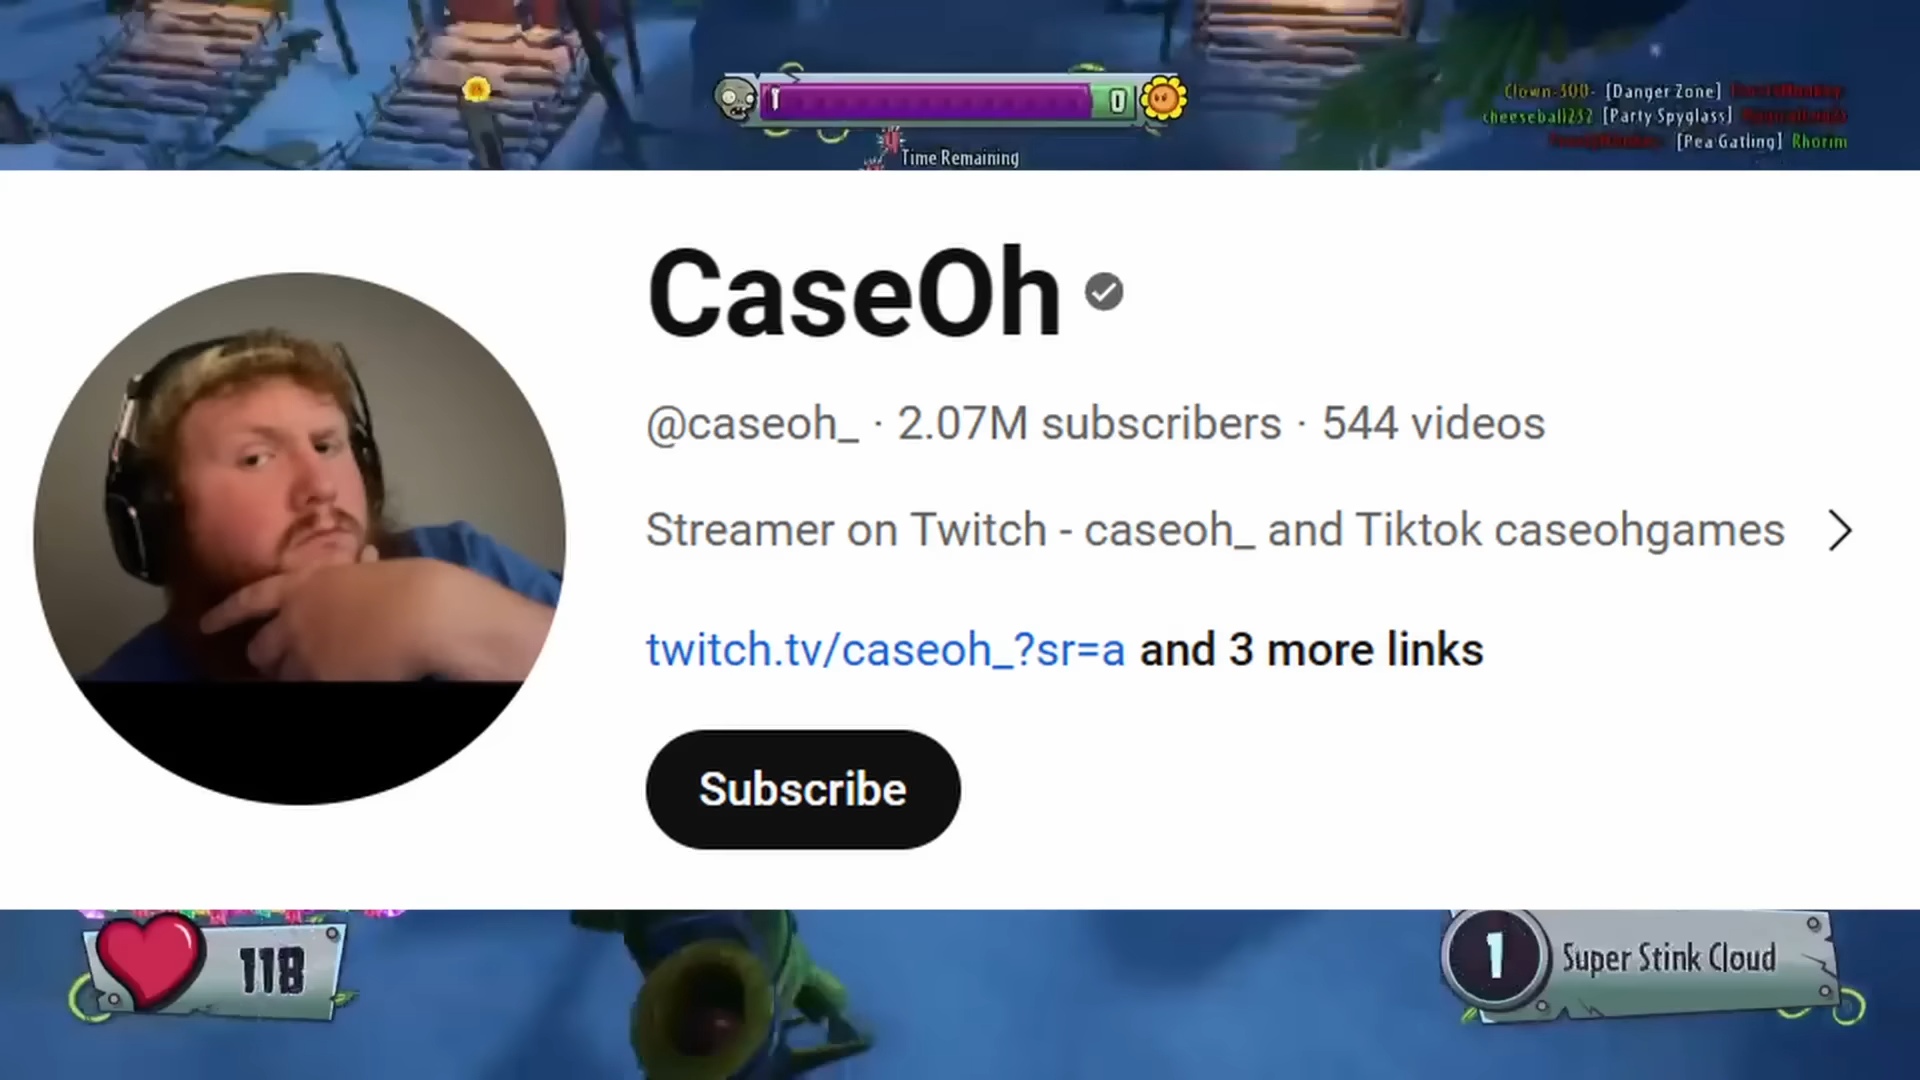 1
0
Time Remaining
Clown-300- [Danger Zone]
cheeseball232 [Party Spyglass]
[Pea Gatling] Rhorim
CaseOh
@caseoh_ · 2.07M subscribers · 544 videos
Streamer on Twitch - caseoh_ and Tiktok caseohgames
twitch.tv/caseoh_?sr=a and 3 more links
Subscribe
118
1 Super Stink Cloud